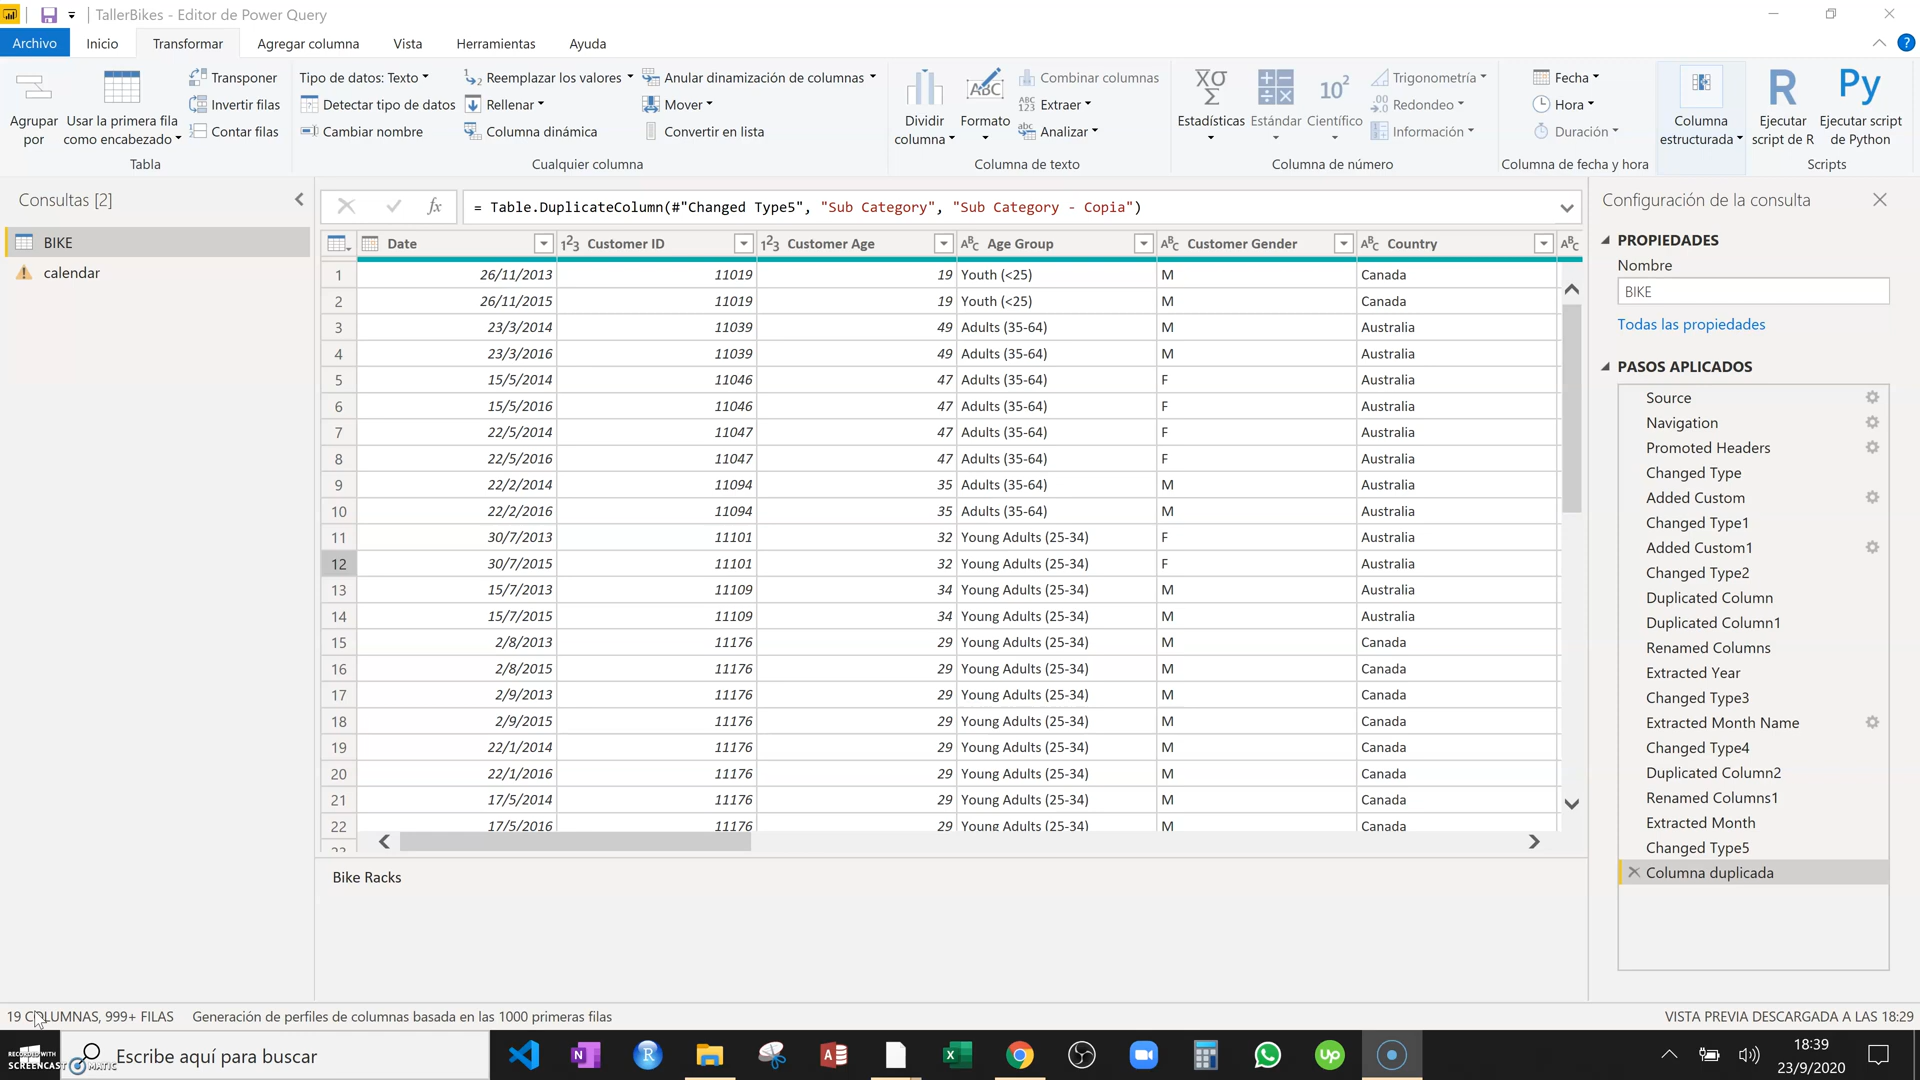 TallerBikes - Editor de Power Query
Archivo Inicio Transformar Agregar columna Vista Herramientas Ayuda
Agrupar por
Usar la primera fila como encabezado
Transponer
Invertir filas
Contar filas
Tabla
Tipo de datos: Texto
Detectar tipo de datos
Cambiar nombre
Reemplazar los valores
Rellenar
Columna dinámica
Anular dinamización de columnas
Mover
Convertir en lista
Cualquier columna
Dividir columna
Formato
Combinar columnas
Extraer
Analizar
Columna de texto
Estadísticas
Estándar
Científico
Trigonometría
Redondeo
Información
Columna de número
Fecha
Hora
Duración
Columna de fecha y hora
Columna estructurada
Ejecutar script de R
Ejecutar script de Python
Scripts
Consultas [2]
BIKE
calendar
= Table.DuplicateColumn(#"Changed Type5", "Sub Category", "Sub Category - Copia")
Date Customer ID Customer Age Age Group Customer Gender Country
1 26/11/2013 11019 19 Youth (<25) M Canada
2 26/11/2015 11019 19 Youth (<25) M Canada
3 23/3/2014 11039 49 Adults (35-64) M Australia
4 23/3/2016 11039 49 Adults (35-64) M Australia
5 15/5/2014 11046 47 Adults (35-64) F Australia
6 15/5/2016 11046 47 Adults (35-64) F Australia
7 22/5/2014 11047 47 Adults (35-64) F Australia
8 22/5/2016 11047 47 Adults (35-64) F Australia
9 22/2/2014 11094 35 Adults (35-64) M Australia
10 22/2/2016 11094 35 Adults (35-64) M Australia
11 30/7/2013 11101 32 Young Adults (25-34) F Australia
12 30/7/2015 11101 32 Young Adults (25-34) F Australia
13 15/7/2013 11109 34 Young Adults (25-34) M Australia
14 15/7/2015 11109 34 Young Adults (25-34) M Australia
15 2/8/2013 11176 29 Young Adults (25-34) M Canada
16 2/8/2015 11176 29 Young Adults (25-34) M Canada
17 2/9/2013 11176 29 Young Adults (25-34) M Canada
18 2/9/2015 11176 29 Young Adults (25-34) M Canada
19 22/1/2014 11176 29 Young Adults (25-34) M Canada
20 22/1/2016 11176 29 Young Adults (25-34) M Canada
21 17/5/2014 11176 29 Young Adults (25-34) M Canada
22 17/5/2016 11176 29 Young Adults (25-34) M Canada
Bike Racks
Configuración de la consulta
PROPIEDADES
Nombre
BIKE
Todas las propiedades
PASOS APLICADOS
Source
Navigation
Promoted Headers
Changed Type
Added Custom
Changed Type1
Added Custom1
Changed Type2
Duplicated Column
Duplicated Column1
Renamed Columns
Extracted Year
Changed Type3
Extracted Month Name
Changed Type4
Duplicated Column2
Renamed Columns1
Extracted Month
Changed Type5
Columna duplicada
19 COLUMNAS, 999+ FILAS Generación de perfiles de columnas basada en las 1000 primeras filas
VISTA PREVIA DESCARGADA A LAS 18:29
RECORDED WITH
SCREENCAST MATIC
Escribe aquí para buscar
18:39
23/9/2020